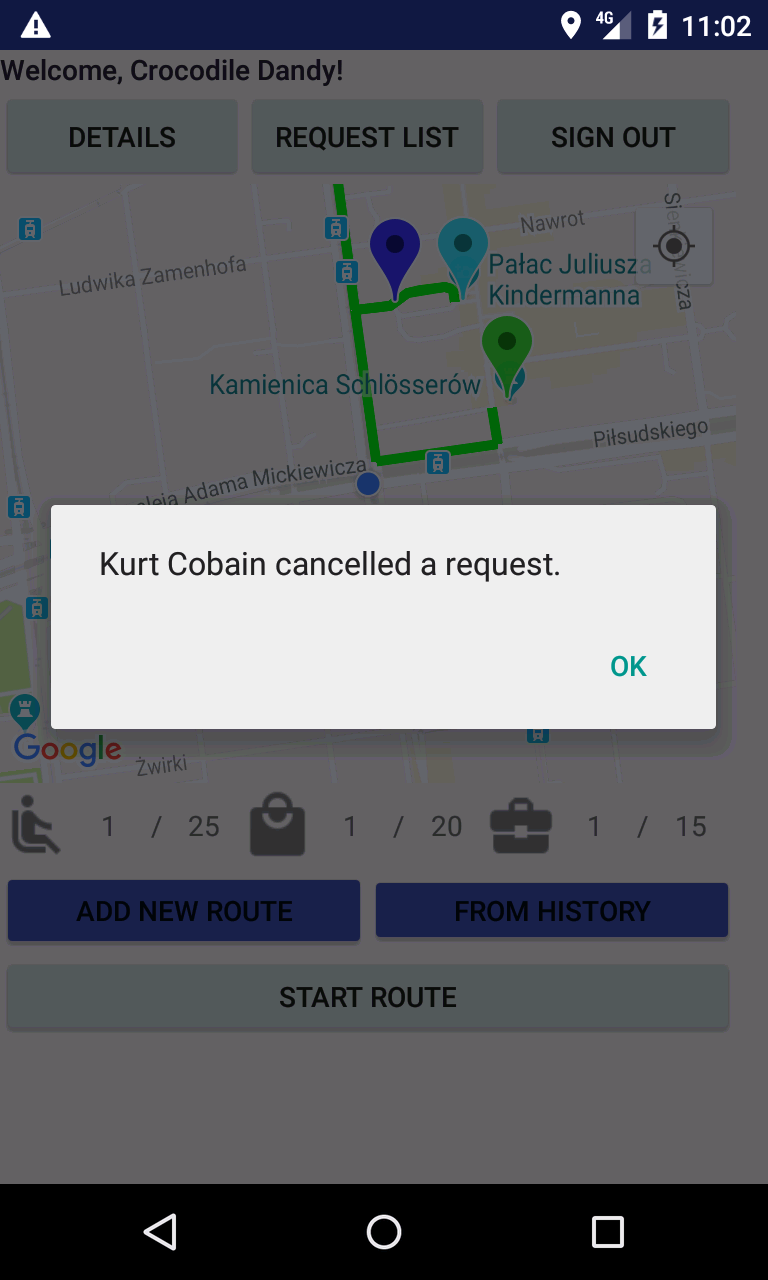 4G 11:02
Welcome, Crocodile Dandy!
DETAILS REQUEST LIST SIGN OUT
Nawrot
Ludwika Zamenhofa
Pałac Juliusza
Kindermanna
Kamienica Schlösserów
Piłsudskiego
aleja Adama Mickiewicza
Kurt Cobain cancelled a request.
OK
Google
Żwirki
1 / 25 1 / 20 1 / 15
ADD NEW ROUTE FROM HISTORY
START ROUTE